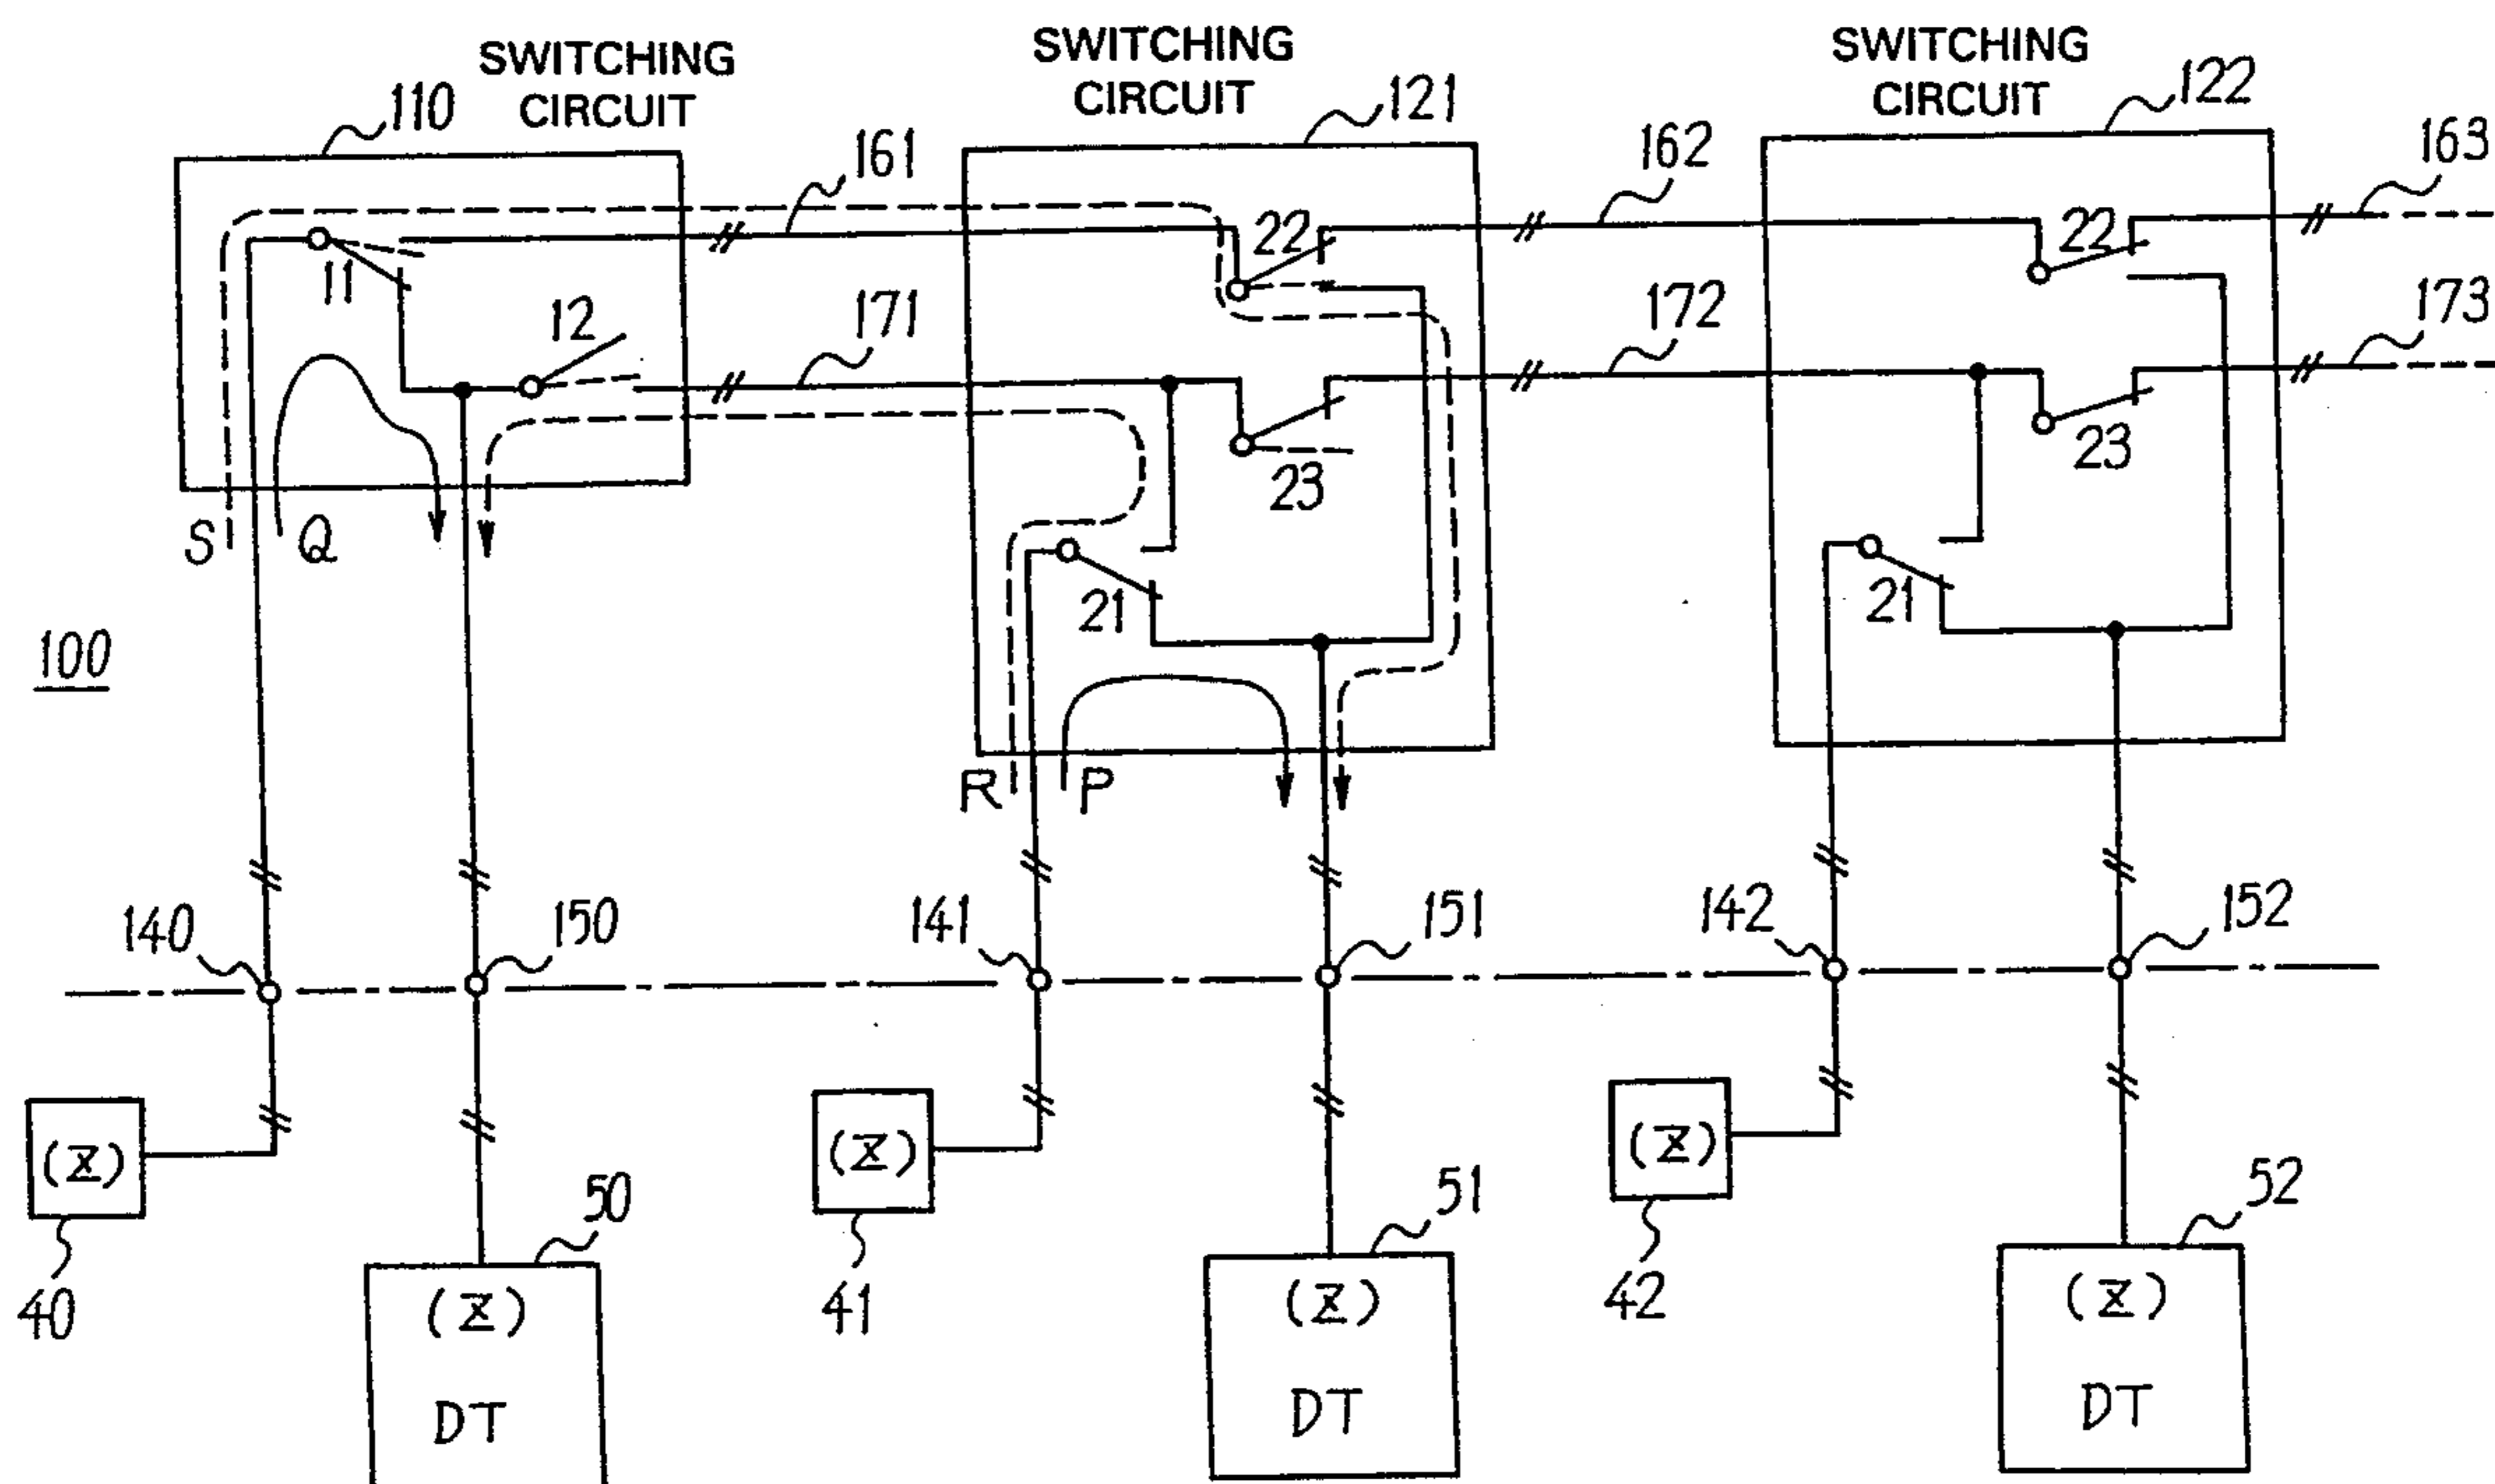 SWITCHING
CIRCUIT
SWITCHING
CIRCUIT
SWITCHING
CIRCUIT
110
161
121
162
122
163
11
12
171
22
172
22
173
23
23
S
Q
21
21
100
R
P
140
150
141
151
142
152
(Z)
(Z)
(Z)
40
50
41
51
42
52
(Z)
(Z)
(Z)
DT
DT
DT